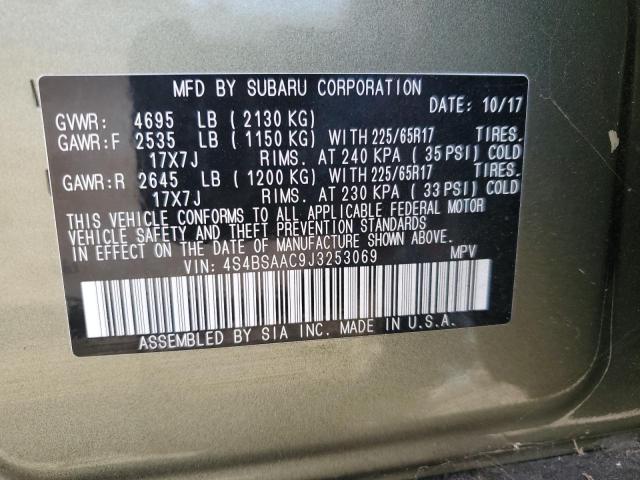 MFD BY SUBARU CORPORATION
DATE: 10/17
GVWR: 4695 LB ( 2130 KG)
GAWR:F 2535 LB ( 1150 KG) WITH 225/65R17 TIRES.
17X7J RIMS. AT 240 KPA ( 35 PSI) COLD
GAWR:R 2645 LB ( 1200 KG) WITH 225/65R17 TIRES.
17X7J RIMS. AT 230 KPA ( 33 PSI) COLD
THIS VEHICLE CONFORMS TO ALL APPLICABLE FEDERAL MOTOR
VEHICLE SAFETY AND THEFT PREVENTION STANDARDS
IN EFFECT ON THE DATE OF MANUFACTURE SHOWN ABOVE.
VIN: 4S4BSAAC9J3253069 MPV
ASSEMBLED BY SIA INC. MADE IN U.S.A.